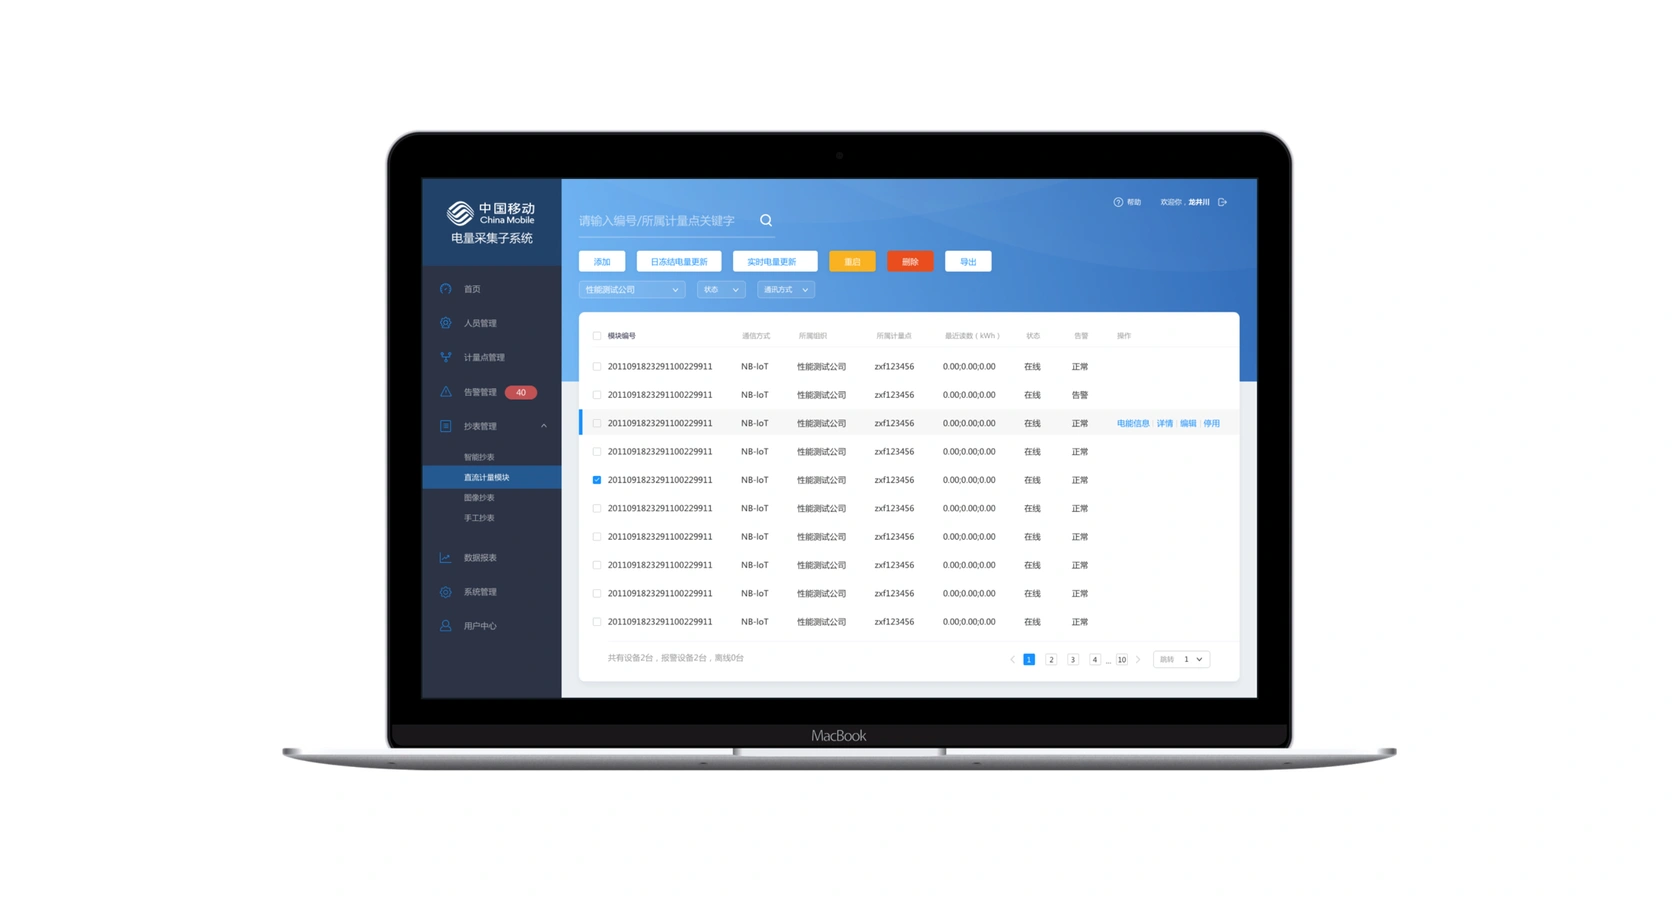 中国移动
China Mobile
电量采集子系统
首页
人员管理
计量点管理
告警管理 40
抄表管理
智能抄表
直流计量模块
图像抄表
手工抄表
数据报表
系统管理
用户中心
帮助 欢迎你，龙井川
请输入编号/所属计量点关键字
添加 日冻结电量更新 实时电量更新 重启 删除 导出
性能测试公司 状态 通讯方式
模块编号 通信方式 所属组织 所属计量点 最近读数（kWh） 状态 告警 操作
2011091823291100229911 NB-IoT 性能测试公司 zxf123456 0.00;0.00;0.00 在线 正常
2011091823291100229911 NB-IoT 性能测试公司 zxf123456 0.00;0.00;0.00 在线 告警
2011091823291100229911 NB-IoT 性能测试公司 zxf123456 0.00;0.00;0.00 在线 正常 电能信息 详情 编辑 停用
2011091823291100229911 NB-IoT 性能测试公司 zxf123456 0.00;0.00;0.00 在线 正常
2011091823291100229911 NB-IoT 性能测试公司 zxf123456 0.00;0.00;0.00 在线 正常
2011091823291100229911 NB-IoT 性能测试公司 zxf123456 0.00;0.00;0.00 在线 正常
2011091823291100229911 NB-IoT 性能测试公司 zxf123456 0.00;0.00;0.00 在线 正常
2011091823291100229911 NB-IoT 性能测试公司 zxf123456 0.00;0.00;0.00 在线 正常
2011091823291100229911 NB-IoT 性能测试公司 zxf123456 0.00;0.00;0.00 在线 正常
2011091823291100229911 NB-IoT 性能测试公司 zxf123456 0.00;0.00;0.00 在线 正常
共有设备2台，报警设备2台，离线0台 1 2 3 4 ... 10 跳转 1
MacBook